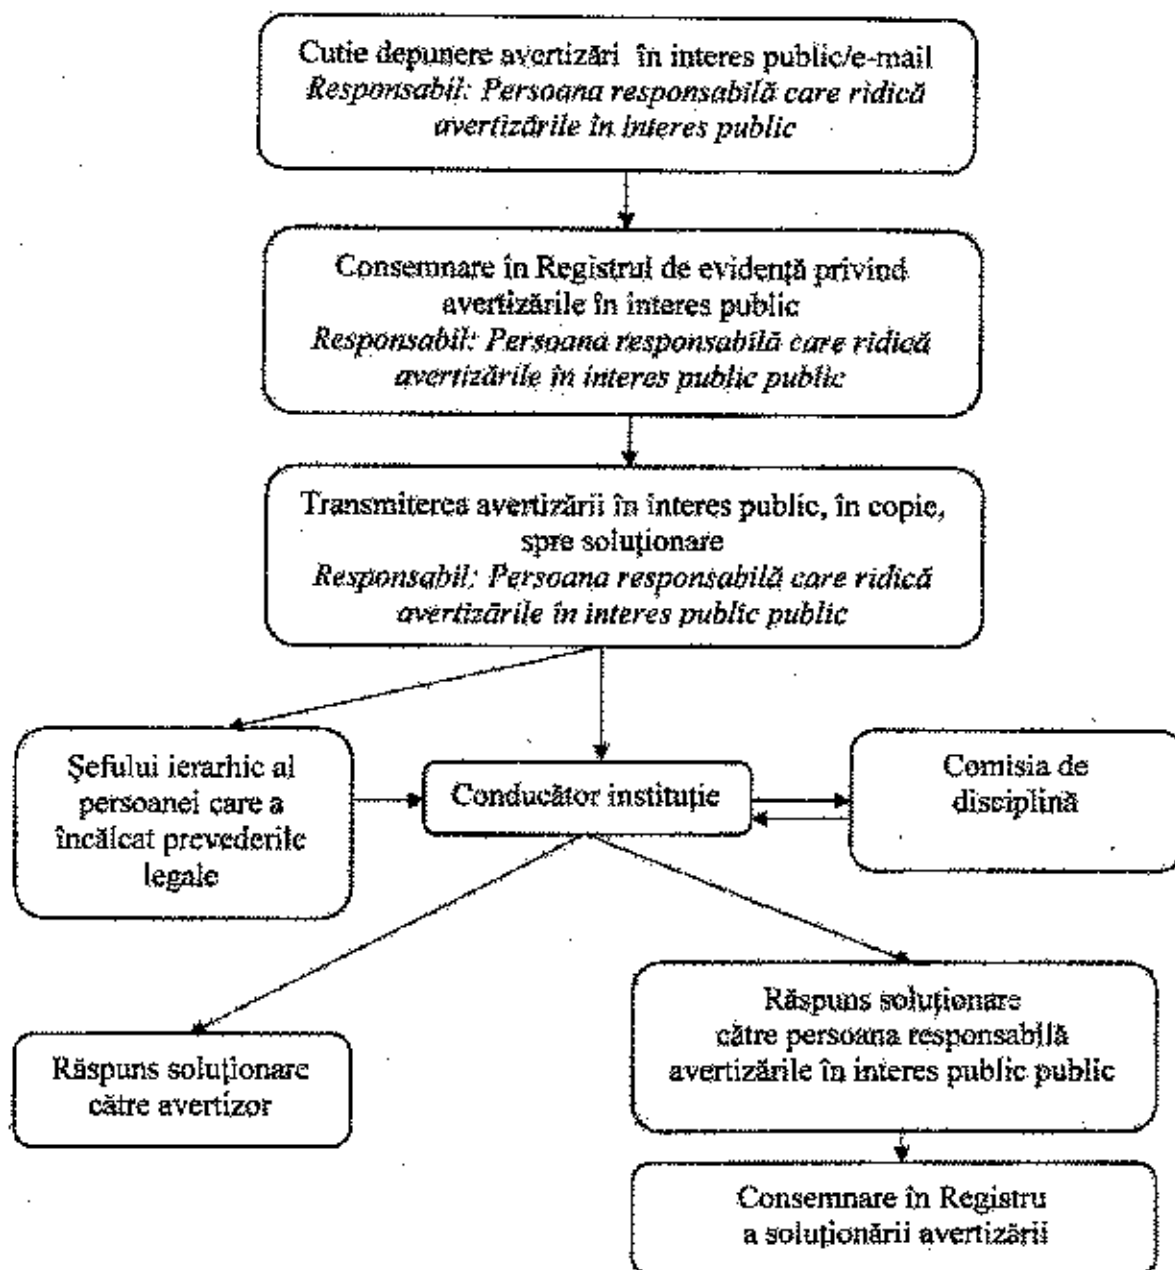 Cutie depunere avertizări în interes public/e-mail
Responsabil: Persoana responsabilă care ridică
avertizările în interes public
Consemnare în Registrul de evidență privind
avertizările în interes public
Responsabil: Persoana responsabilă care ridică
avertizările în interes public public
Transmiterea avertizării în interes public, în copie,
spre soluționare
Responsabil: Persoana responsabilă care ridică
avertizările în interes public public
Șefului ierarhic al
persoanei care a
încălcat prevederile
legale
Conducător instituție
Comisia de
disciplină
Răspuns soluționare
către avertizor
Răspuns soluționare
către persoana responsabilă
avertizările în interes public public
Consemnare în Registru
a soluționării avertizării